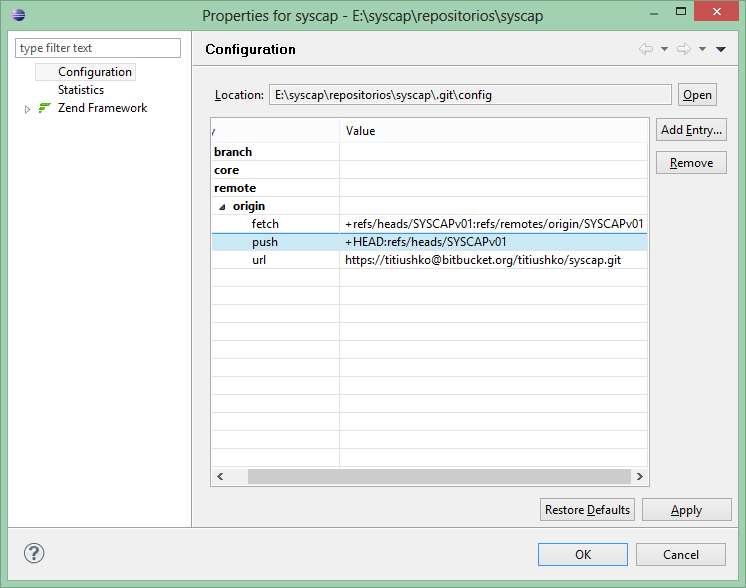 Properties for syscap - E:\syscap\repositorios\syscap
type filter text
Configuration
Statistics
Zend Framework
Configuration
Location: E:\syscap\repositorios\syscap\.git\config Open
Value
Add Entry...
Remove
branch
core
remote
origin
fetch +refs/heads/SYSCAPv01:refs/remotes/origin/SYSCAPv01
push +HEAD:refs/heads/SYSCAPv01
url https://titiushko@bitbucket.org/titiushko/syscap.git
Restore Defaults Apply
? OK Cancel